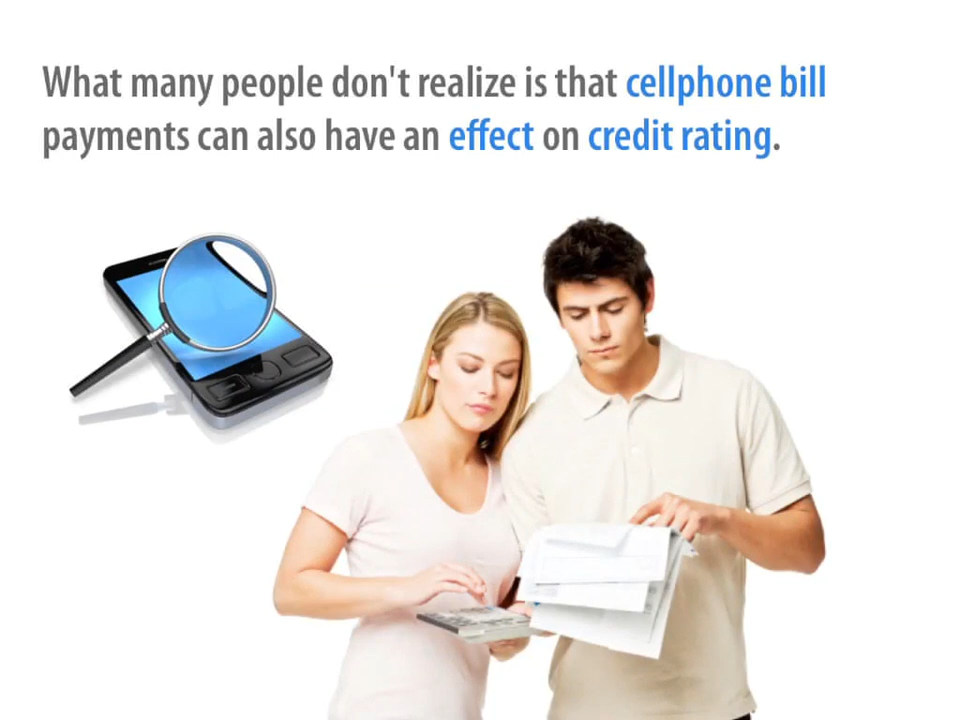 What many people don't realize is that cellphone bill
payments can also have an effect on credit rating.